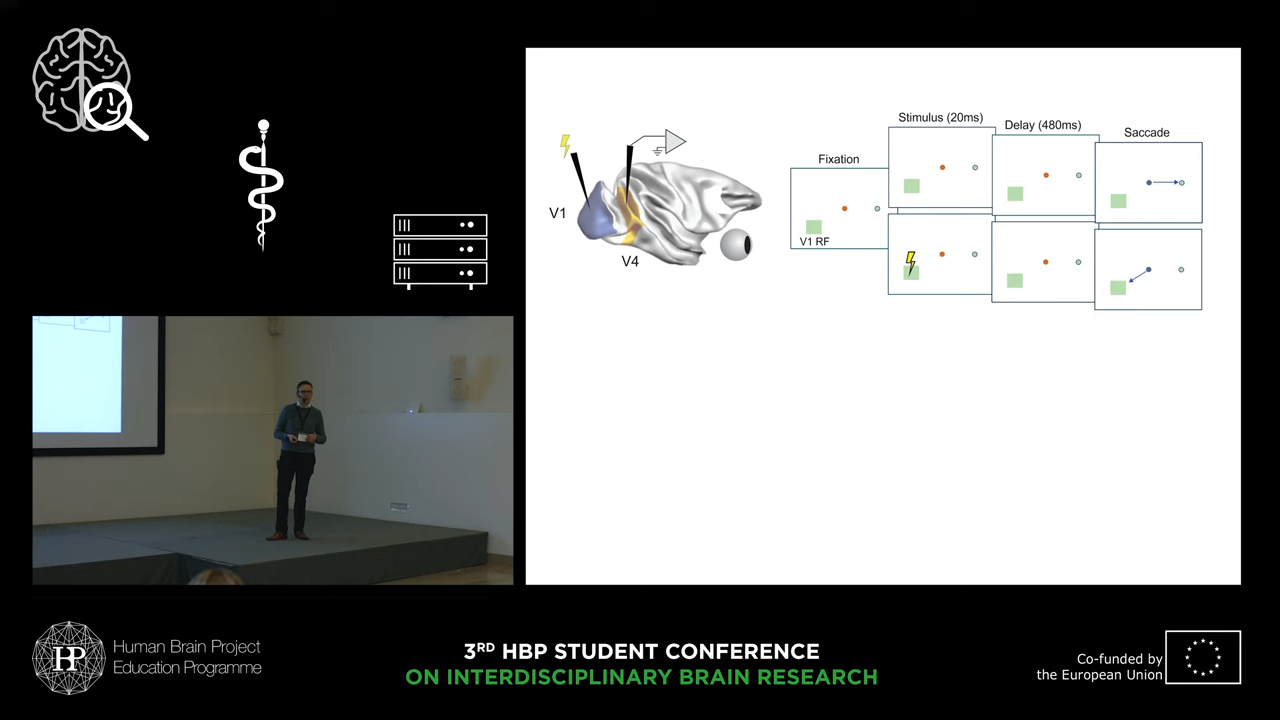 Stimulus (20ms)
Delay (480ms)
Saccade
Fixation
V1
V4
V1 RF
HP
Human Brain Project
Education Programme
3RD HBP STUDENT CONFERENCE
ON INTERDISCIPLINARY BRAIN RESEARCH
Co-funded by
the European Union